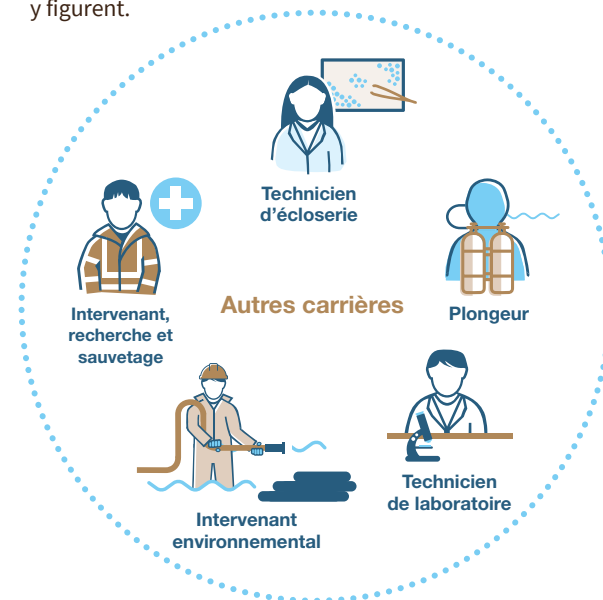 y figurent.
Technicien
d'écloserie
Intervenant,
recherche et
sauvetage
Autres carrières
Plongeur
Technicien
de laboratoire
Intervenant
environnemental